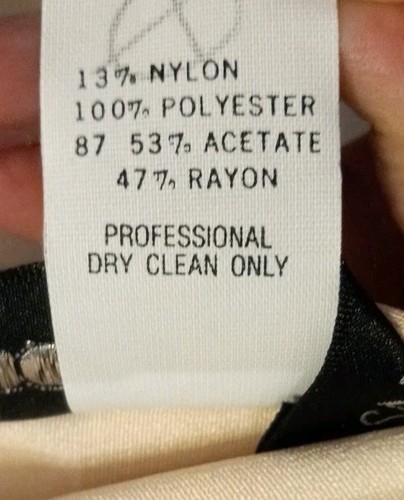 13% NYLON
100% POLYESTER
87 53% ACETATE
47% RAYON
PROFESSIONAL
DRY CLEAN ONLY